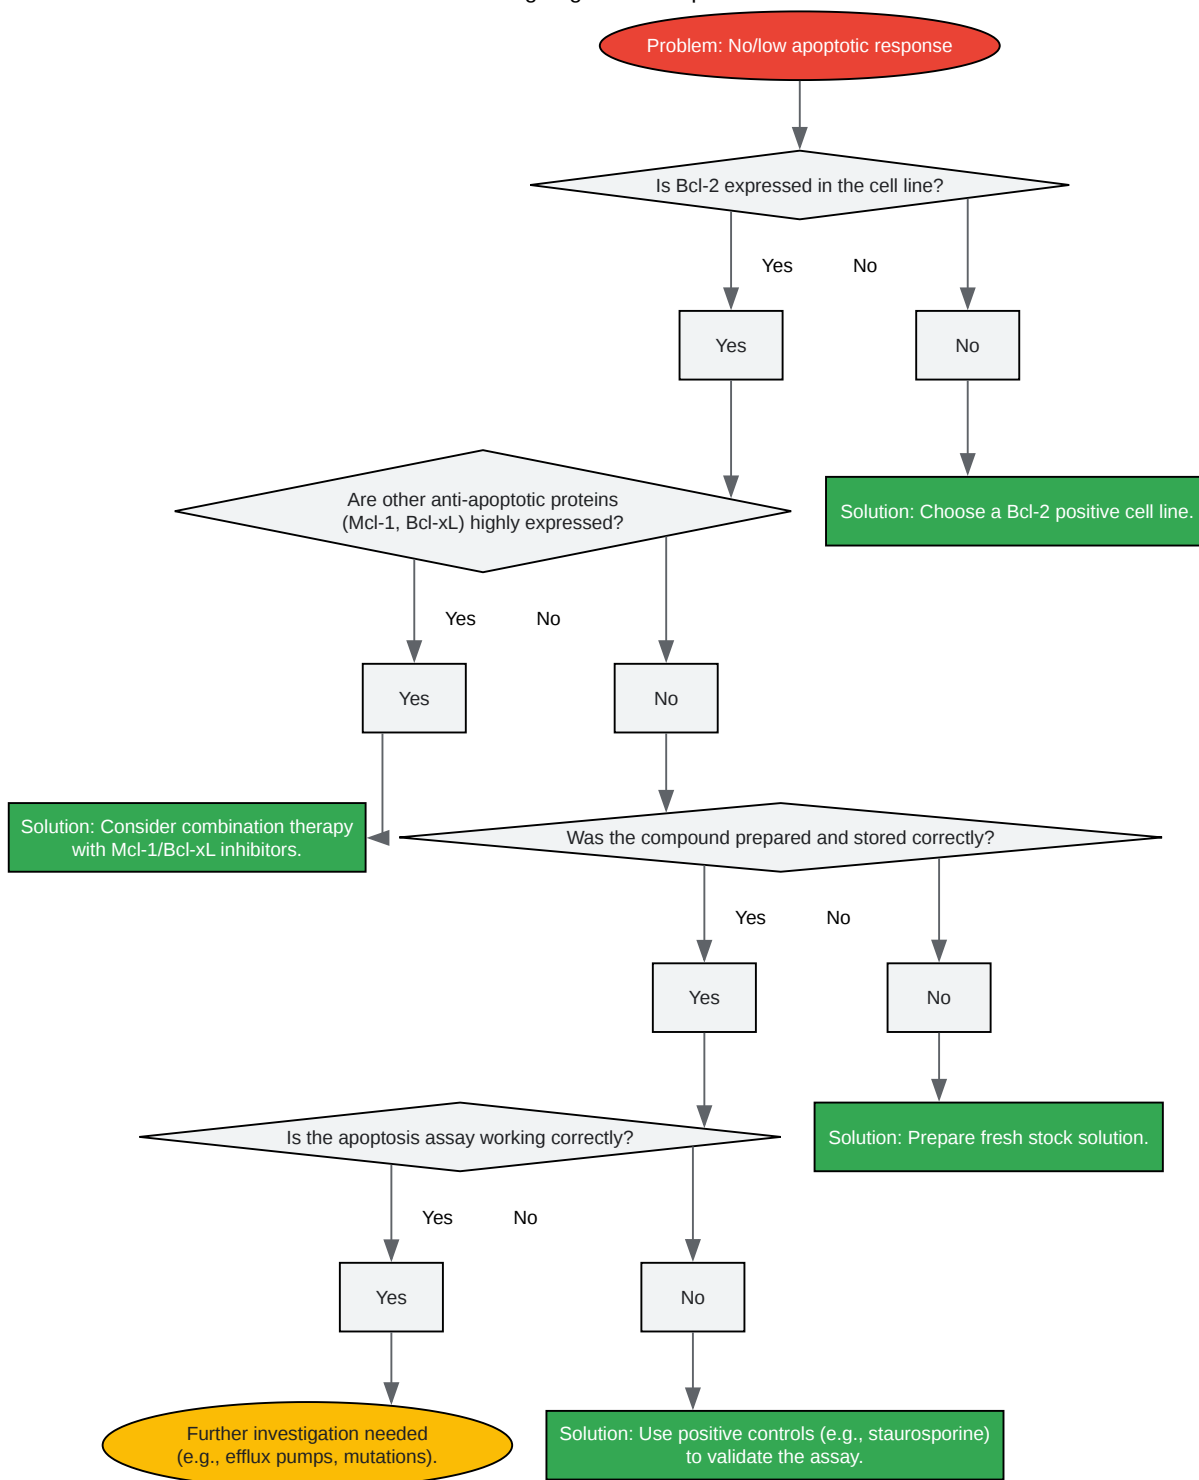 Problem: No/low apoptotic response
Is Bcl-2 expressed in the cell line?
Yes
No
Yes
No
Are other anti-apoptotic proteins
(Mcl-1, Bcl-xL) highly expressed?
Solution: Choose a Bcl-2 positive cell line.
Yes
No
Yes
No
Solution: Consider combination therapy
with Mcl-1/Bcl-xL inhibitors.
Was the compound prepared and stored correctly?
Yes
No
Yes
No
Is the apoptosis assay working correctly?
Solution: Prepare fresh stock solution.
Yes
No
Yes
No
Further investigation needed
(e.g., efflux pumps, mutations).
Solution: Use positive controls (e.g., staurosporine)
to validate the assay.